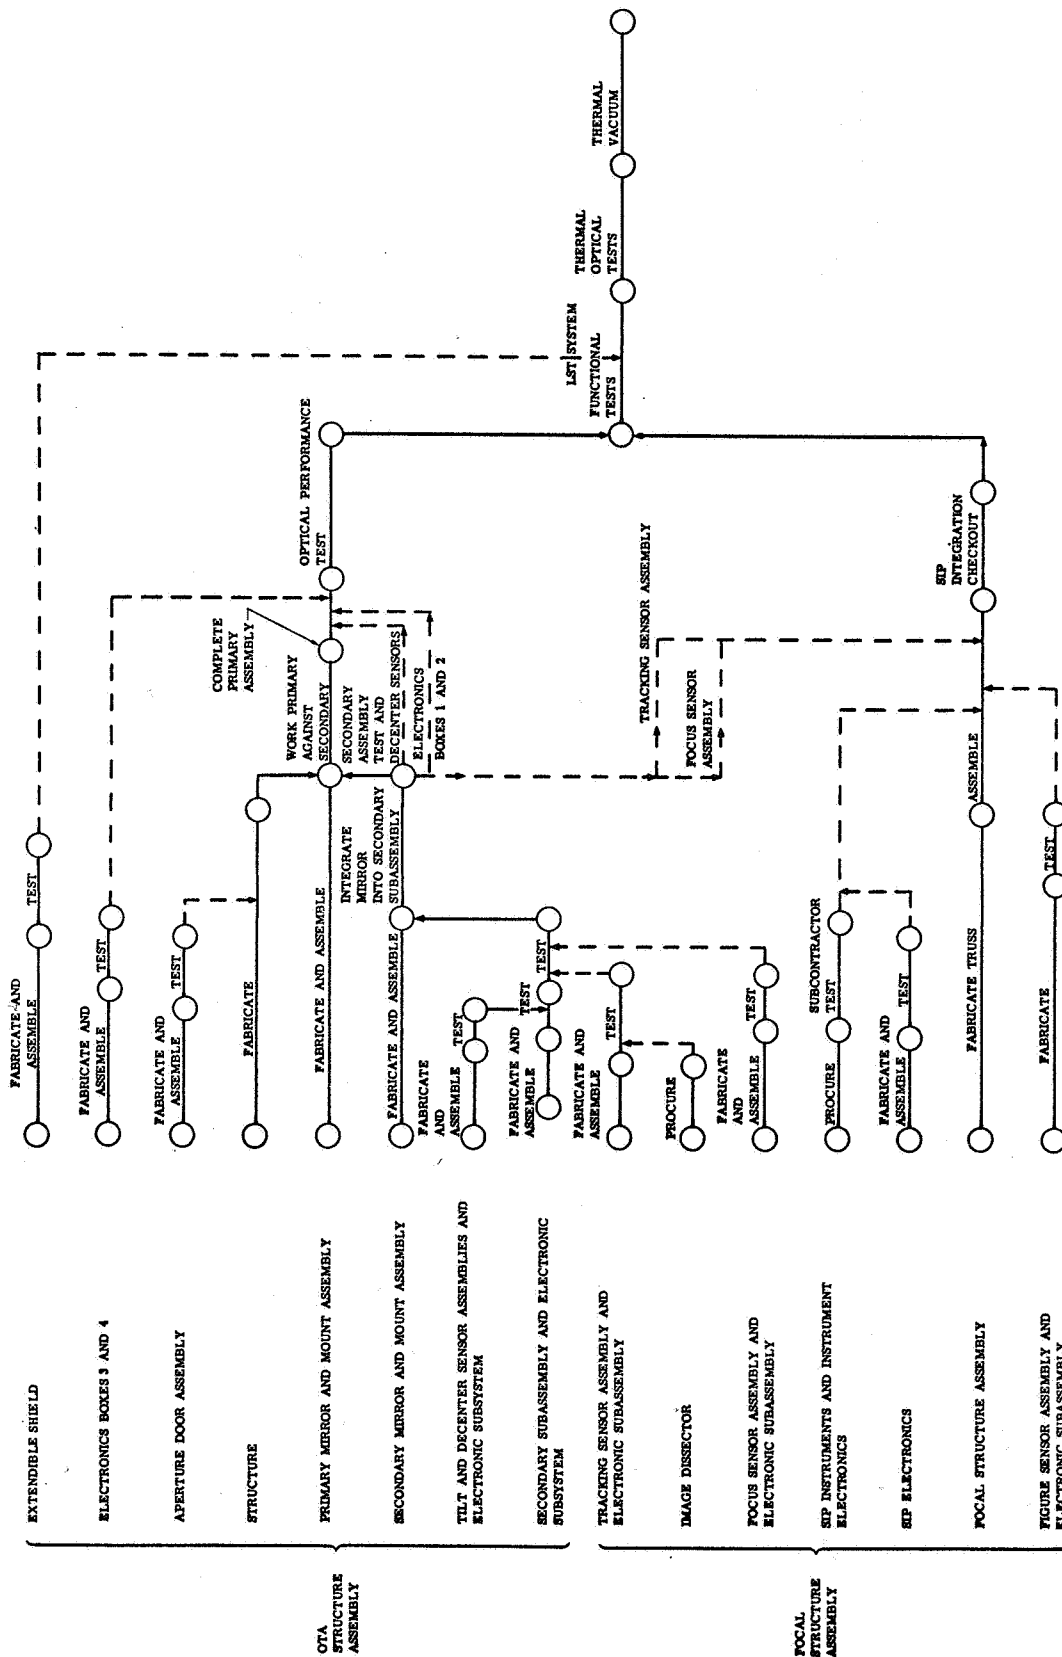 OTA
STRUCTURE
ASSEMBLY
EXTENDIBLE SHIELD
ELECTRONICS BOXES 3 AND 4
APERTURE DOOR ASSEMBLY
STRUCTURE
PRIMARY MIRROR AND MOUNT ASSEMBLY
SECONDARY MIRROR AND MOUNT ASSEMBLY
TILT AND DECENTER SENSOR ASSEMBLIES AND
ELECTRONIC SUBSYSTEM
SECONDARY SUBASSEMBLY AND ELECTRONIC
SUBSYSTEM
FOCAL
STRUCTURE
ASSEMBLY
TRACKING SENSOR ASSEMBLY AND
ELECTRONIC SUBASSEMBLY
IMAGE DISSECTOR
FOCUS SENSOR ASSEMBLY AND
ELECTRONIC SUBASSEMBLY
SIP INSTRUMENTS AND INSTRUMENT
ELECTRONICS
SIP ELECTRONICS
FOCAL STRUCTURE ASSEMBLY
FIGURE SENSOR ASSEMBLY AND
ELECTRONIC SUBASSEMBLY
FABRICATE AND
ASSEMBLE
TEST
FABRICATE AND
ASSEMBLE
TEST
FABRICATE AND
ASSEMBLE
TEST
FABRICATE
FABRICATE AND ASSEMBLE
FABRICATE AND ASSEMBLE
INTEGRATE
MIRROR
INTO SECONDARY
SUBASSEMBLY
FABRICATE
AND
ASSEMBLE
TEST
FABRICATE AND
ASSEMBLE
TEST
TEST
FABRICATE AND
ASSEMBLE
TEST
PROCURE
FABRICATE
AND
ASSEMBLE
TEST
PROCURE
SUBCONTRACTOR
TEST
FABRICATE AND
ASSEMBLE
TEST
FABRICATE TRUSS
ASSEMBLE
FABRICATE
TEST
WORK PRIMARY
AGAINST
SECONDARY
SECONDARY
ASSEMBLY
TEST AND
DECENTER SENSORS
ELECTRONICS
BOXES 1 AND 2
COMPLETE
PRIMARY
ASSEMBLY
OPTICAL PERFORMANCE
TEST
TRACKING SENSOR ASSEMBLY
FOCUS SENSOR
ASSEMBLY
SIP
INTEGRATION
CHECKOUT
LST SYSTEM
FUNCTIONAL
TESTS
THERMAL
OPTICAL
TESTS
THERMAL
VACUUM